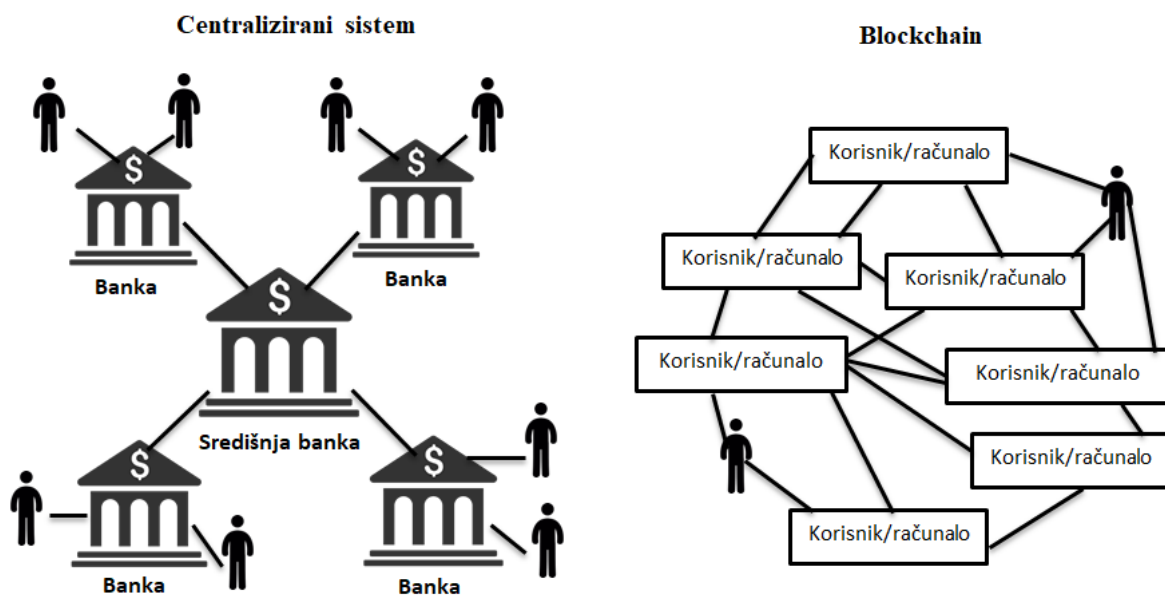 Centralizirani sistem
$
$
Banka
Banka
$
Središnja banka
$
$
Banka
Banka
Blockchain
Korisnik/računalo
Korisnik/računalo
Korisnik/računalo
Korisnik/računalo
Korisnik/računalo
Korisnik/računalo
Korisnik/računalo